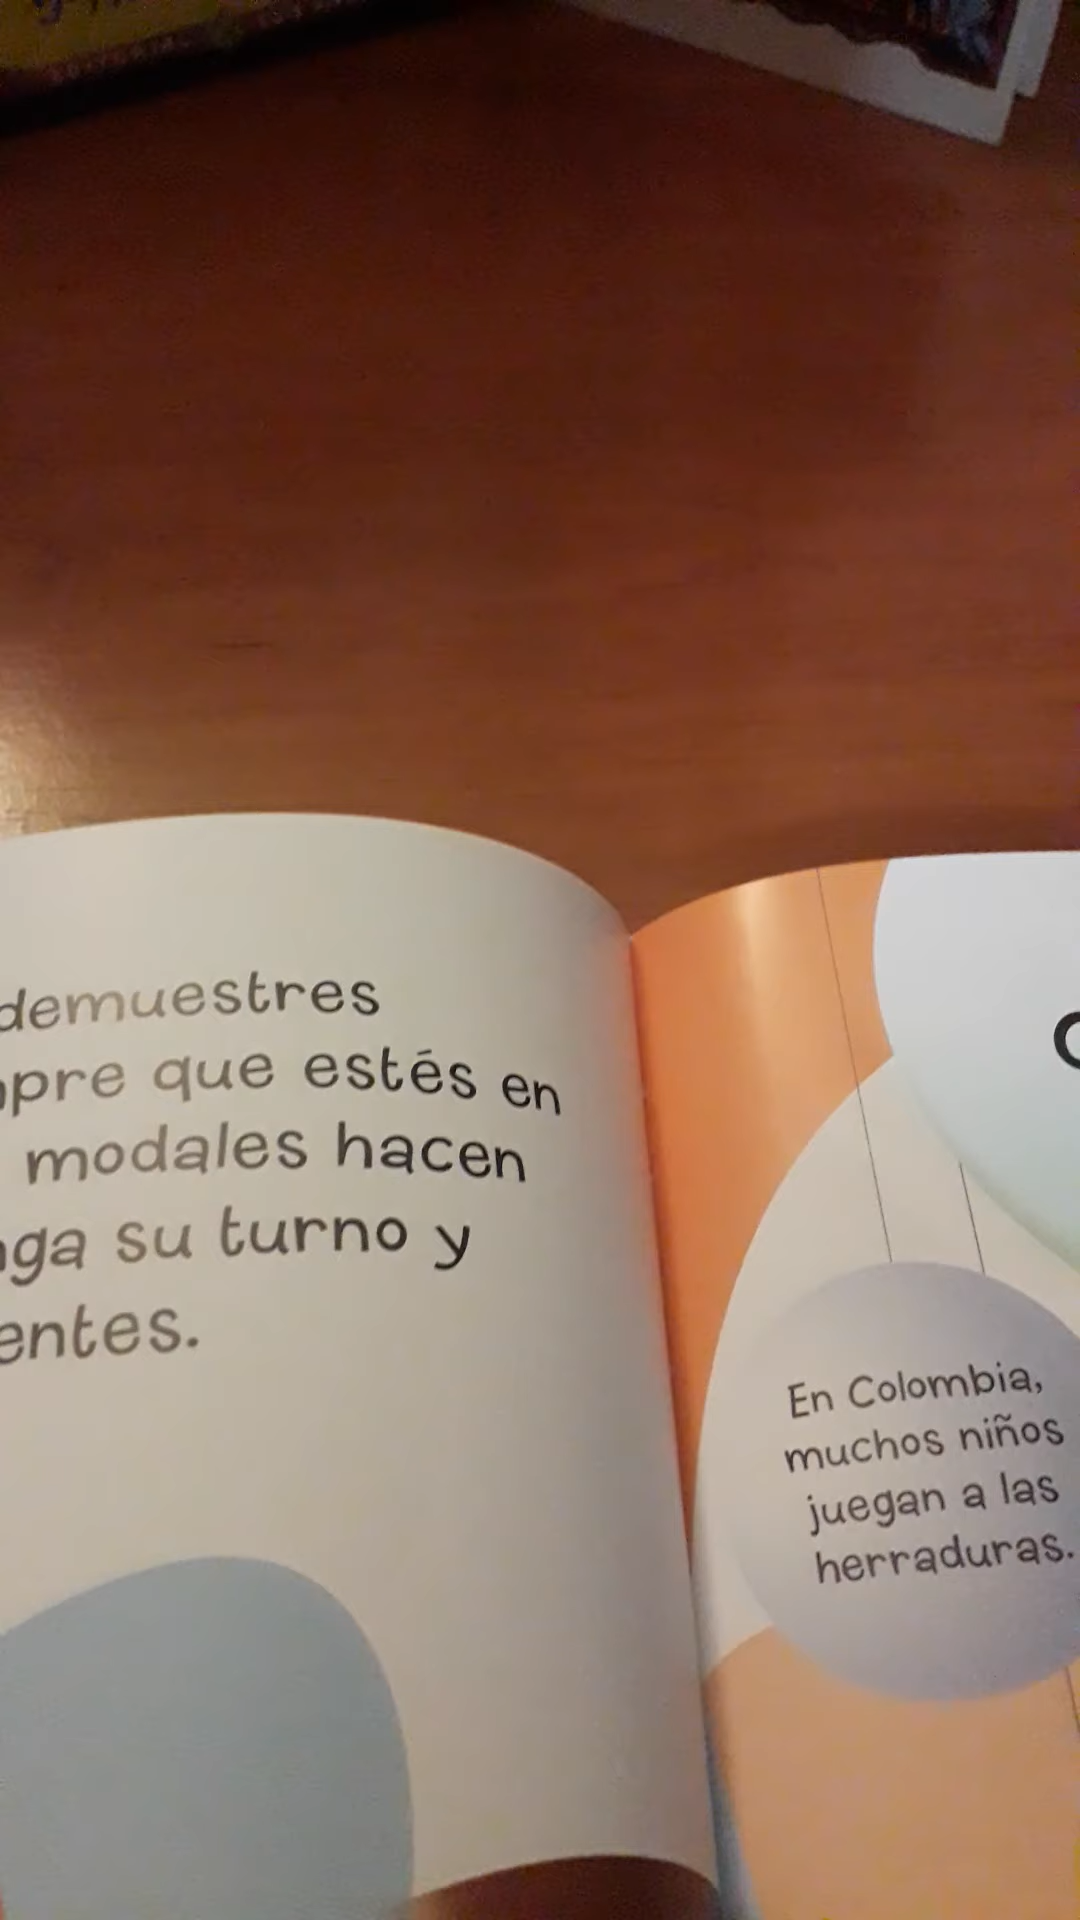 demuestres
que estés en
modales hacen
su turno y
En Colombia,
muchos niños
juegan a las
herraduras.